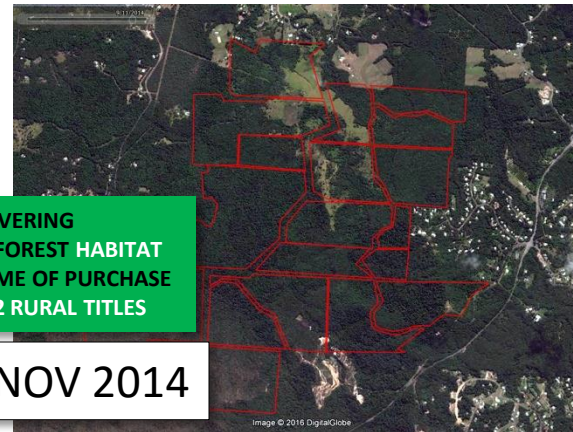 VERING
FOREST HABITAT
ME OF PURCHASE
2 RURAL TITLES
NOV 2014
Image © 2016 DigitalGlobe